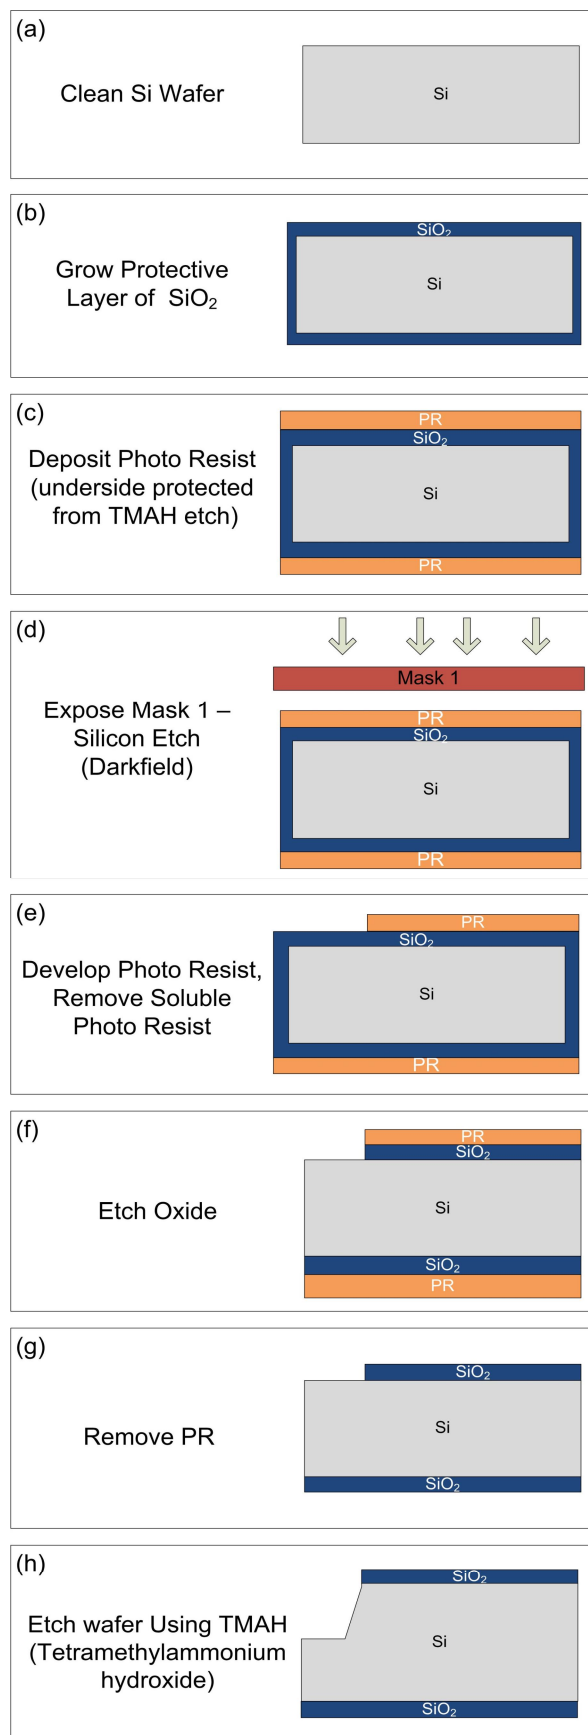 (a)
Clean Si Wafer
Si
(b)
SiO₂
Grow Protective
Layer of SiO₂
Si
(c)
PR
SiO₂
Deposit Photo Resist
(underside protected
from TMAH etch)
Si
PR
(d)
Mask 1
Expose Mask 1 –
Silicon Etch
(Darkfield)
PR
SiO₂
Si
PR
(e)
PR
SiO₂
Develop Photo Resist,
Remove Soluble
Photo Resist
Si
PR
(f)
PR
SiO₂
Etch Oxide
Si
SiO₂
PR
(g)
SiO₂
Remove PR
Si
SiO₂
(h)
SiO₂
Etch wafer Using TMAH
(Tetramethylammonium
hydroxide)
Si
SiO₂